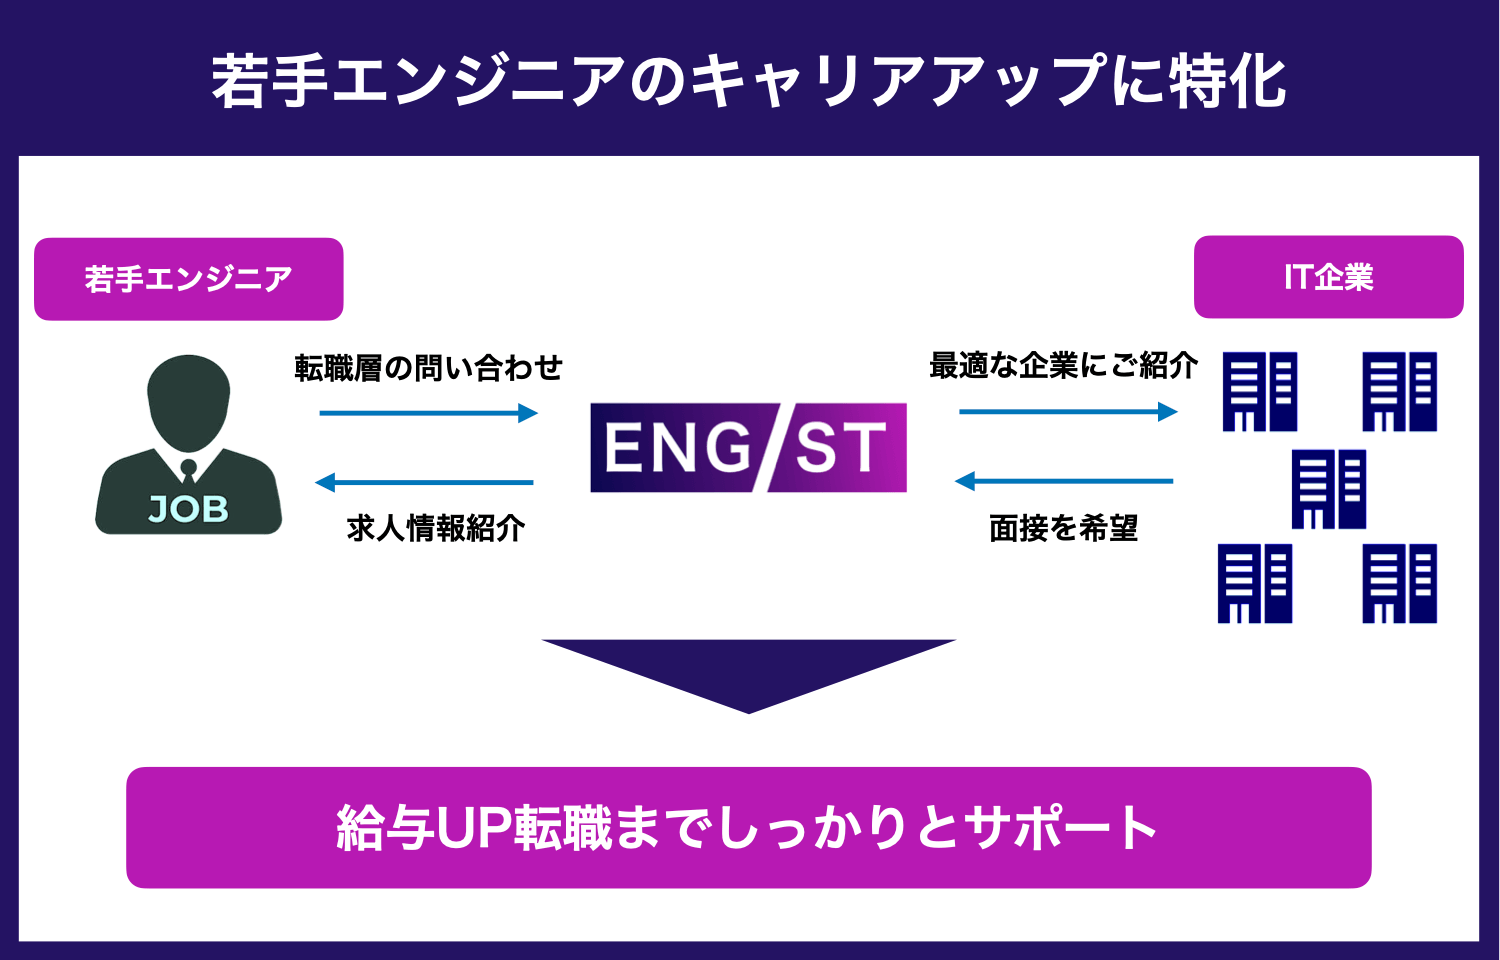 若手エンジニアのキャリアアップに特化
若手エンジニア
IT企業
転職層の問い合わせ
最適な企業にご紹介
ENG/ST
JOB
求人情報紹介
面接を希望
給与UP転職までしっかりとサポート